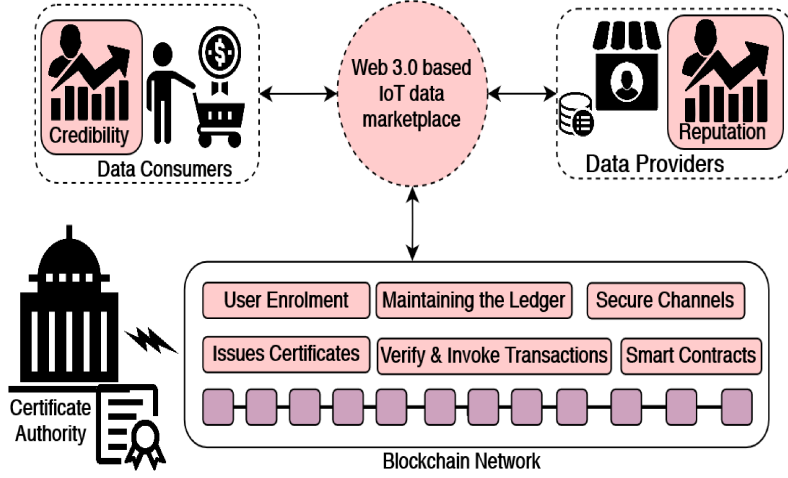 Credibility
Data Consumers
Web 3.0 based
IoT data
marketplace
$
Reputation
Data Providers
User Enrolment
Maintaining the Ledger
Secure Channels
Issues Certificates
Verify & Invoke Transactions
Smart Contracts
Certificate
Authority
Blockchain Network